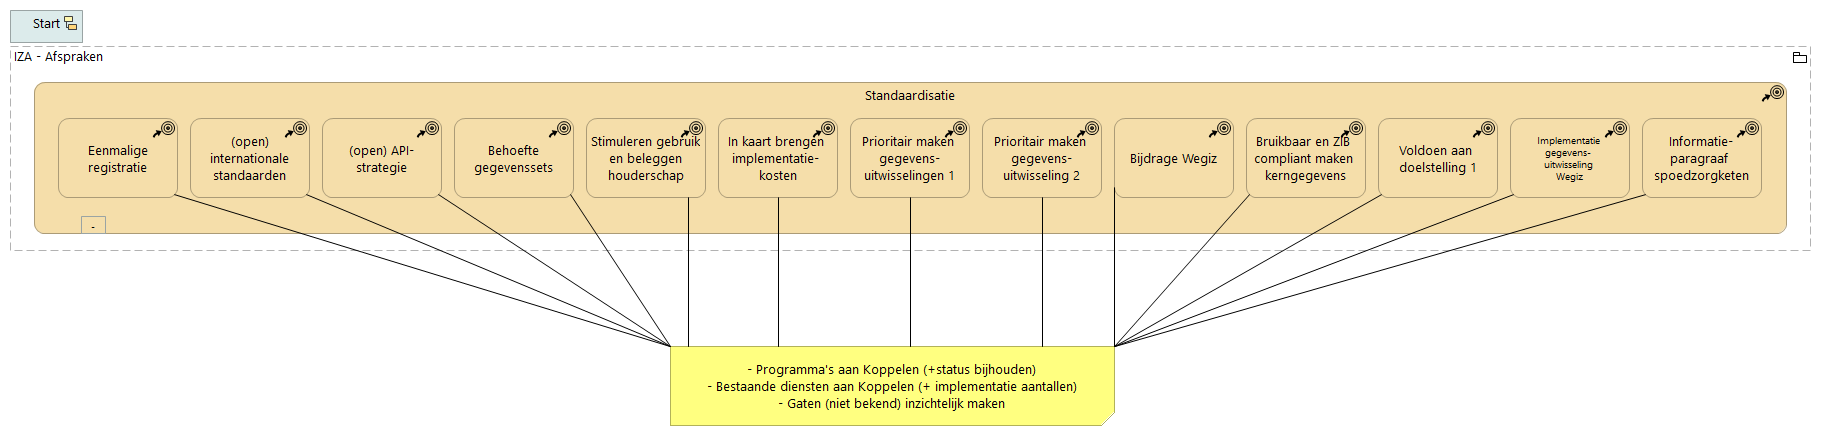 Start
IZA - Afspraken
Standaardisatie
Eenmalige
registratie
(open)
internationale
standaarden
(open) API-
strategie
Behoefte
gegevenssets
Stimuleren gebruik
en beleggen
houderschap
In kaart brengen
implementatie-
kosten
Prioritair maken
gegevens-
uitwisselingen 1
Prioritair maken
gegevens-
uitwisseling 2
Bijdrage Wegiz
Bruikbaar en ZIB
compliant maken
kerngegevens
Voldoen aan
doelstelling 1
Implementatie
gegevens-
uitwisseling
Wegiz
Informatie-
paragraaf
spoedzorgketen
-
- Programma's aan Koppelen (+status bijhouden)
- Bestaande diensten aan Koppelen (+ implementatie aantallen)
- Gaten (niet bekend) inzichtelijk maken